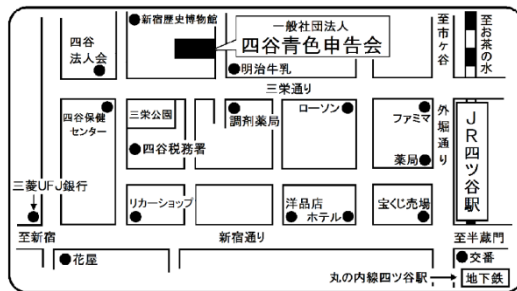 新宿歴史博物館
四谷
法人会
一般社団法人
四谷青色申告会
明治牛乳
至市ヶ谷
至お茶の水
三栄通り
四谷保健
センター
三栄公園
調剤薬局
ローソン
ファミマ
外堀通り
JR四ツ谷駅
四谷税務署
薬局
三菱UFJ銀行
リカーショップ
洋品店
ホテル
宝くじ売場
至新宿
新宿通り
至半蔵門
花屋
交番
丸の内線四ツ谷駅
地下鉄